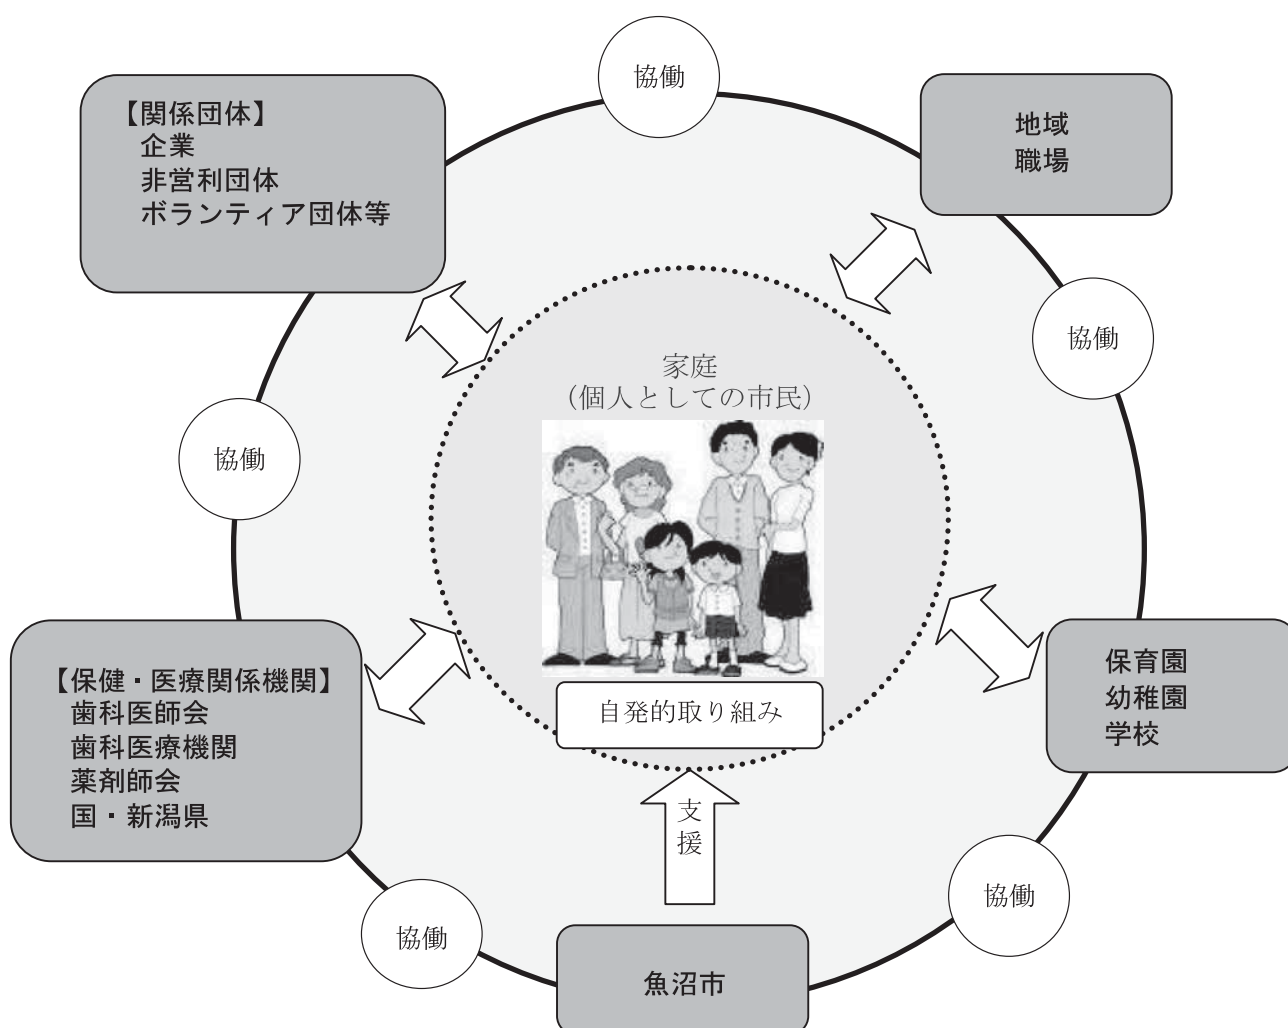 協働
【関係団体】
企業
非営利団体
ボランティア団体等
地域
職場
協働
家庭
（個人としての市民）
協働
自発的取り組み
【保健・医療関係機関】
歯科医師会
歯科医療機関
薬剤師会
国・新潟県
保育園
幼稚園
学校
支
援
協働
協働
魚沼市